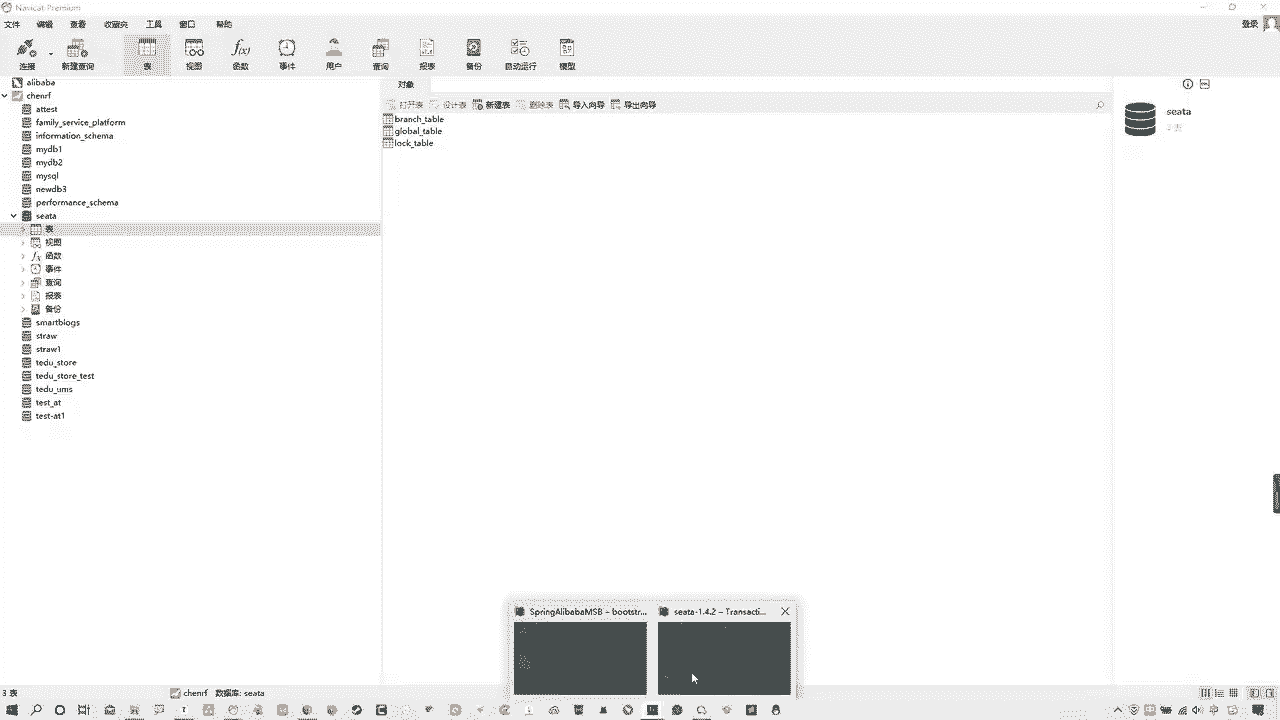 Navicat Premium
文件 编辑 查看 收藏夹 工具 窗口 帮助 登录
连接 新建查询 表 视图 函数 事件 用户 查询 报表 备份 自动运行 模型
alibaba
对象
chenrf
打开表 设计表 新建表 删除表 导入向导 导出向导
attest
family_service_platform
information_schema
mydb1
mydb2
mysql
newdb3
performance_schema
seata
表
视图
函数
事件
查询
报表
备份
smartblogs
straw
straw1
tedu_store
tedu_store_test
tedu_ums
test_at
test-at1
branch_table
global_table
lock_table
seata
SpringAlibabaMSB – bootstr... seata-1.4.2 – Transacti...
3 表 chenrf 数据库: seata